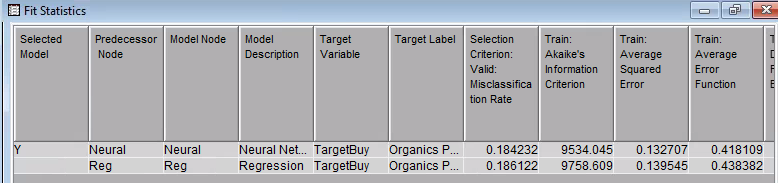 Fit Statistics
Selected Model
Predecessor Node
Model Node
Model Description
Target Variable
Target Label
Selection Criterion: Valid: Misclassifica tion Rate
Train: Akaike's Information Criterion
Train: Average Squared Error
Train: Average Error Function
T D F E
Y Neural Neural Neural Net... TargetBuy Organics P... 0.184232 9534.045 0.132707 0.418109
Reg Reg Regression TargetBuy Organics P... 0.186122 9758.609 0.139545 0.438382